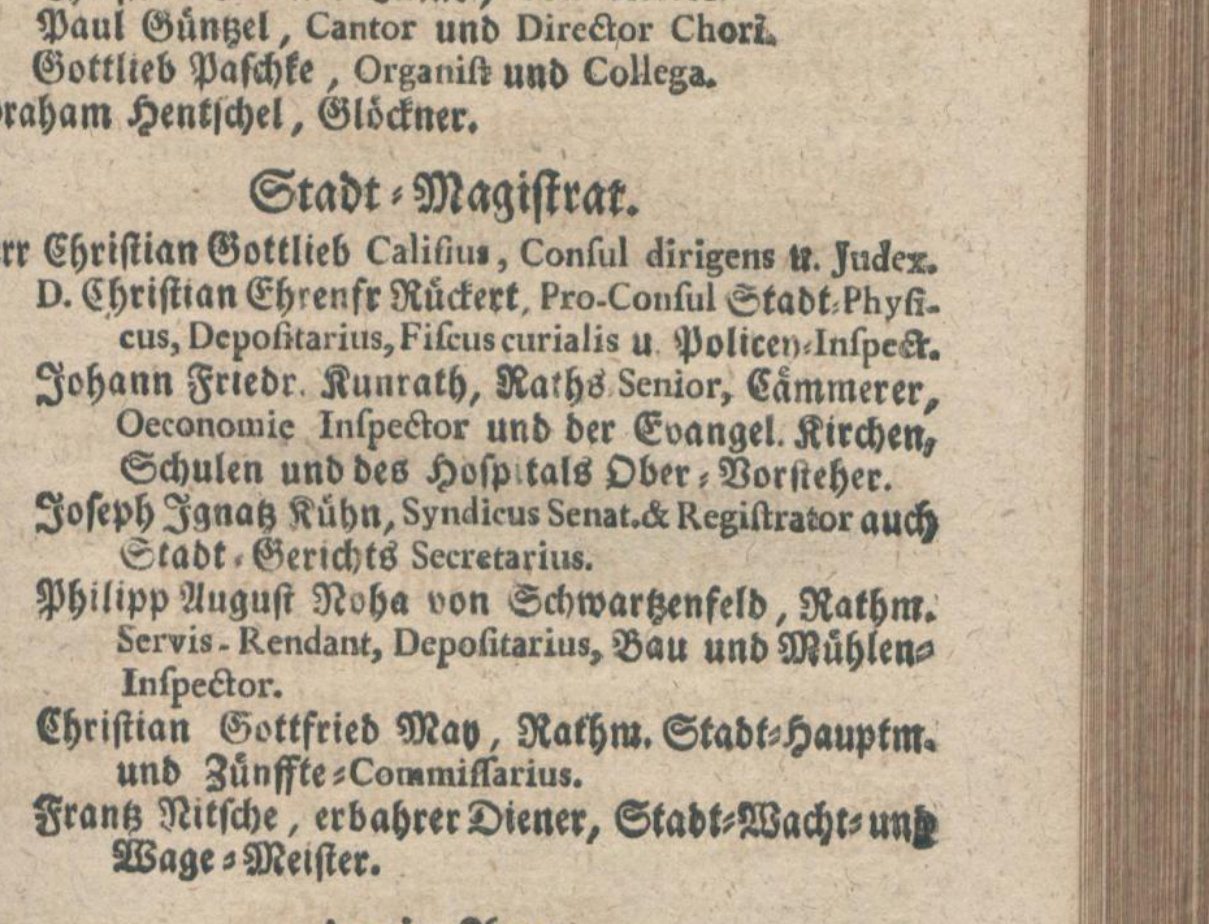 Paul Güntzel, Cantor und Director Chori.
Gottlieb Paſchke, Organiſt und Collega.
raham Hentſchel, Glöckner.
Stadt-Magiſtrat.
rr Chriſtian Gottlieb Caliſius, Conſul dirigens u. Judex.
D. Chriſtian Ehrenfr Rückert, Pro-Conſul Stadt-Phyſi-
cus, Depoſitarius, Fiſcus curialis u. Policey-Inſpect.
Johann Friedr. Kunrath, Raths Senior, Cämmerer,
Oeconomic Inſpector und der Evangel. Kirchen,
Schulen und des Hoſpitals Ober-Vorſteher.
Joſeph Ignatz Kühn, Syndicus Senat. & Regiſtrator auch
Stadt-Gerichts Secretarius.
Philipp Auguſt Noha von Schwartzenfeld, Rathm.
Servis-Rendant, Depoſitarius, Bau und Mühlen-
Inſpector.
Chriſtian Gottfried May, Rathm. Stadt-Hauptm.
und Zünffte-Commiſſarius.
Frantz Nitſche, erbahrer Diener, Stadt-Wacht- und
Wage-Meiſter.